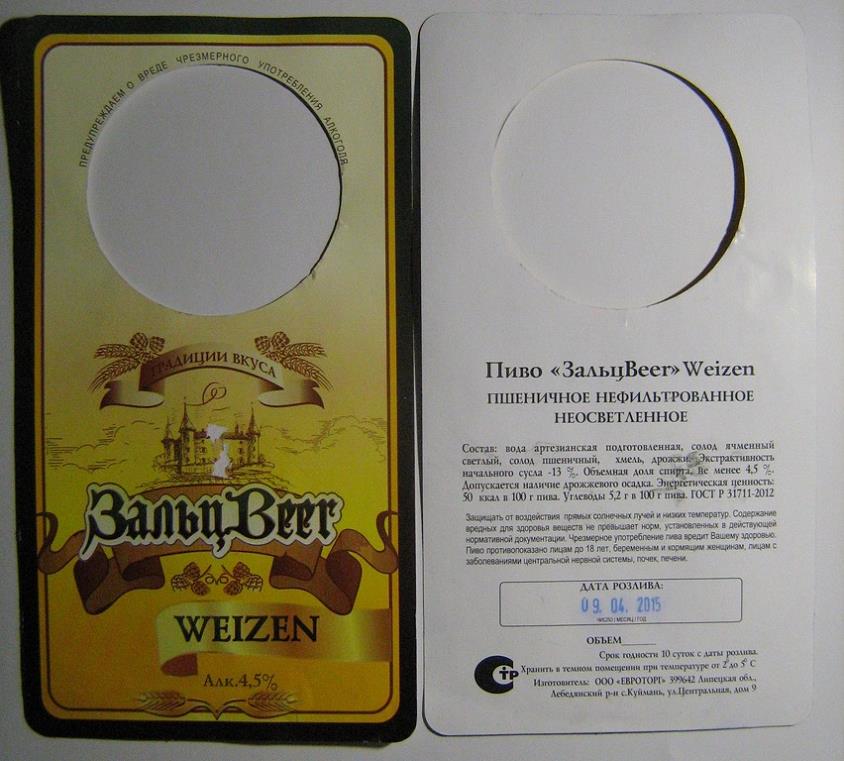 ПРЕДУПРЕЖДАЕМ О ВРЕДЕ ЧРЕЗМЕРНОГО УПОТРЕБЛЕНИЯ АЛКОГОЛЯ
ТРАДИЦИИ ВКУСА
ЗальцBeer
WEIZEN
Алк.4,5%
Пиво «ЗальцBeer» Weizen
ПШЕНИЧНОЕ НЕФИЛЬТРОВАННОЕ
НЕОСВЕТЛЕННОЕ
Состав: вода артезианская подготовленная, солод ячменный
светлый, солод пшеничный, хмель, дрожжи. Экстрактивность
начального сусла -13 %. Объемная доля спирта, не менее 4,5 %.
Допускается наличие дрожжевого осадка. Энергетическая ценность:
50 ккал в 100 г пива. Углеводы 5,2 г в 100 г пива. ГОСТ Р 31711-2012
Защищать от воздействия прямых солнечных лучей и низких температур. Содержание
вредных для здоровья веществ не превышает норм, установленных в действующей
нормативной документации. Чрезмерное употребление пива вредит Вашему здоровью.
Пиво противопоказано лицам до 18 лет, беременным и кормящим женщинам, лицам с
заболеваниями центральной нервной системы, почек, печени.
ДАТА РОЗЛИВА:
09. 04. 2015
ЧИСЛО / МЕСЯЦ / ГОД
ОБЪЕМ______
Срок годности 10 суток с даты розлива.
Хранить в темном помещении при температуре от 2° до 5° С
Изготовитель: ООО «ЕВРОТОРГ» 399642 Липецкая обл.,
Лебедянский р-н с.Куймань, ул.Центральная, дом 9
СТР